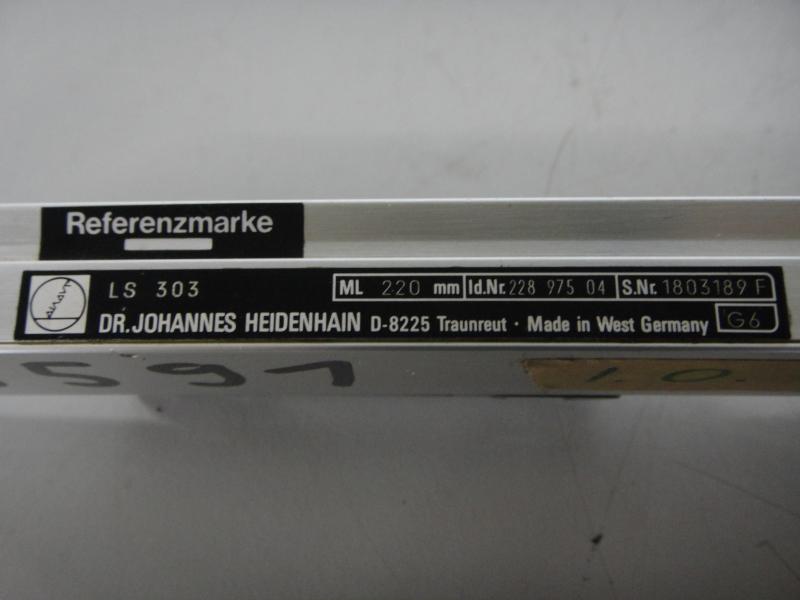 Referenzmarke
LS 303 ML 220 mm Id.Nr. 228 975 04 S.Nr. 1803189 F
DR. JOHANNES HEIDENHAIN D-8225 Traunreut · Made in West Germany G6
591 I.O.